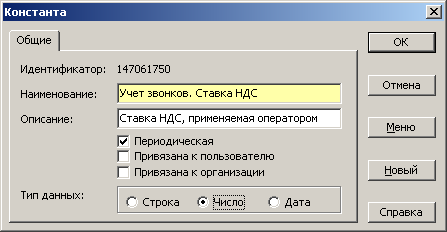 Константа
Общие
Идентификатор: 147061750
Наименование: Учет звонков. Ставка НДС
Описание: Ставка НДС, применяемая оператором
Периодическая
Привязана к пользователю
Привязана к организации
Тип данных: Строка Число Дата
ОК
Отмена
Меню
Новый
Справка